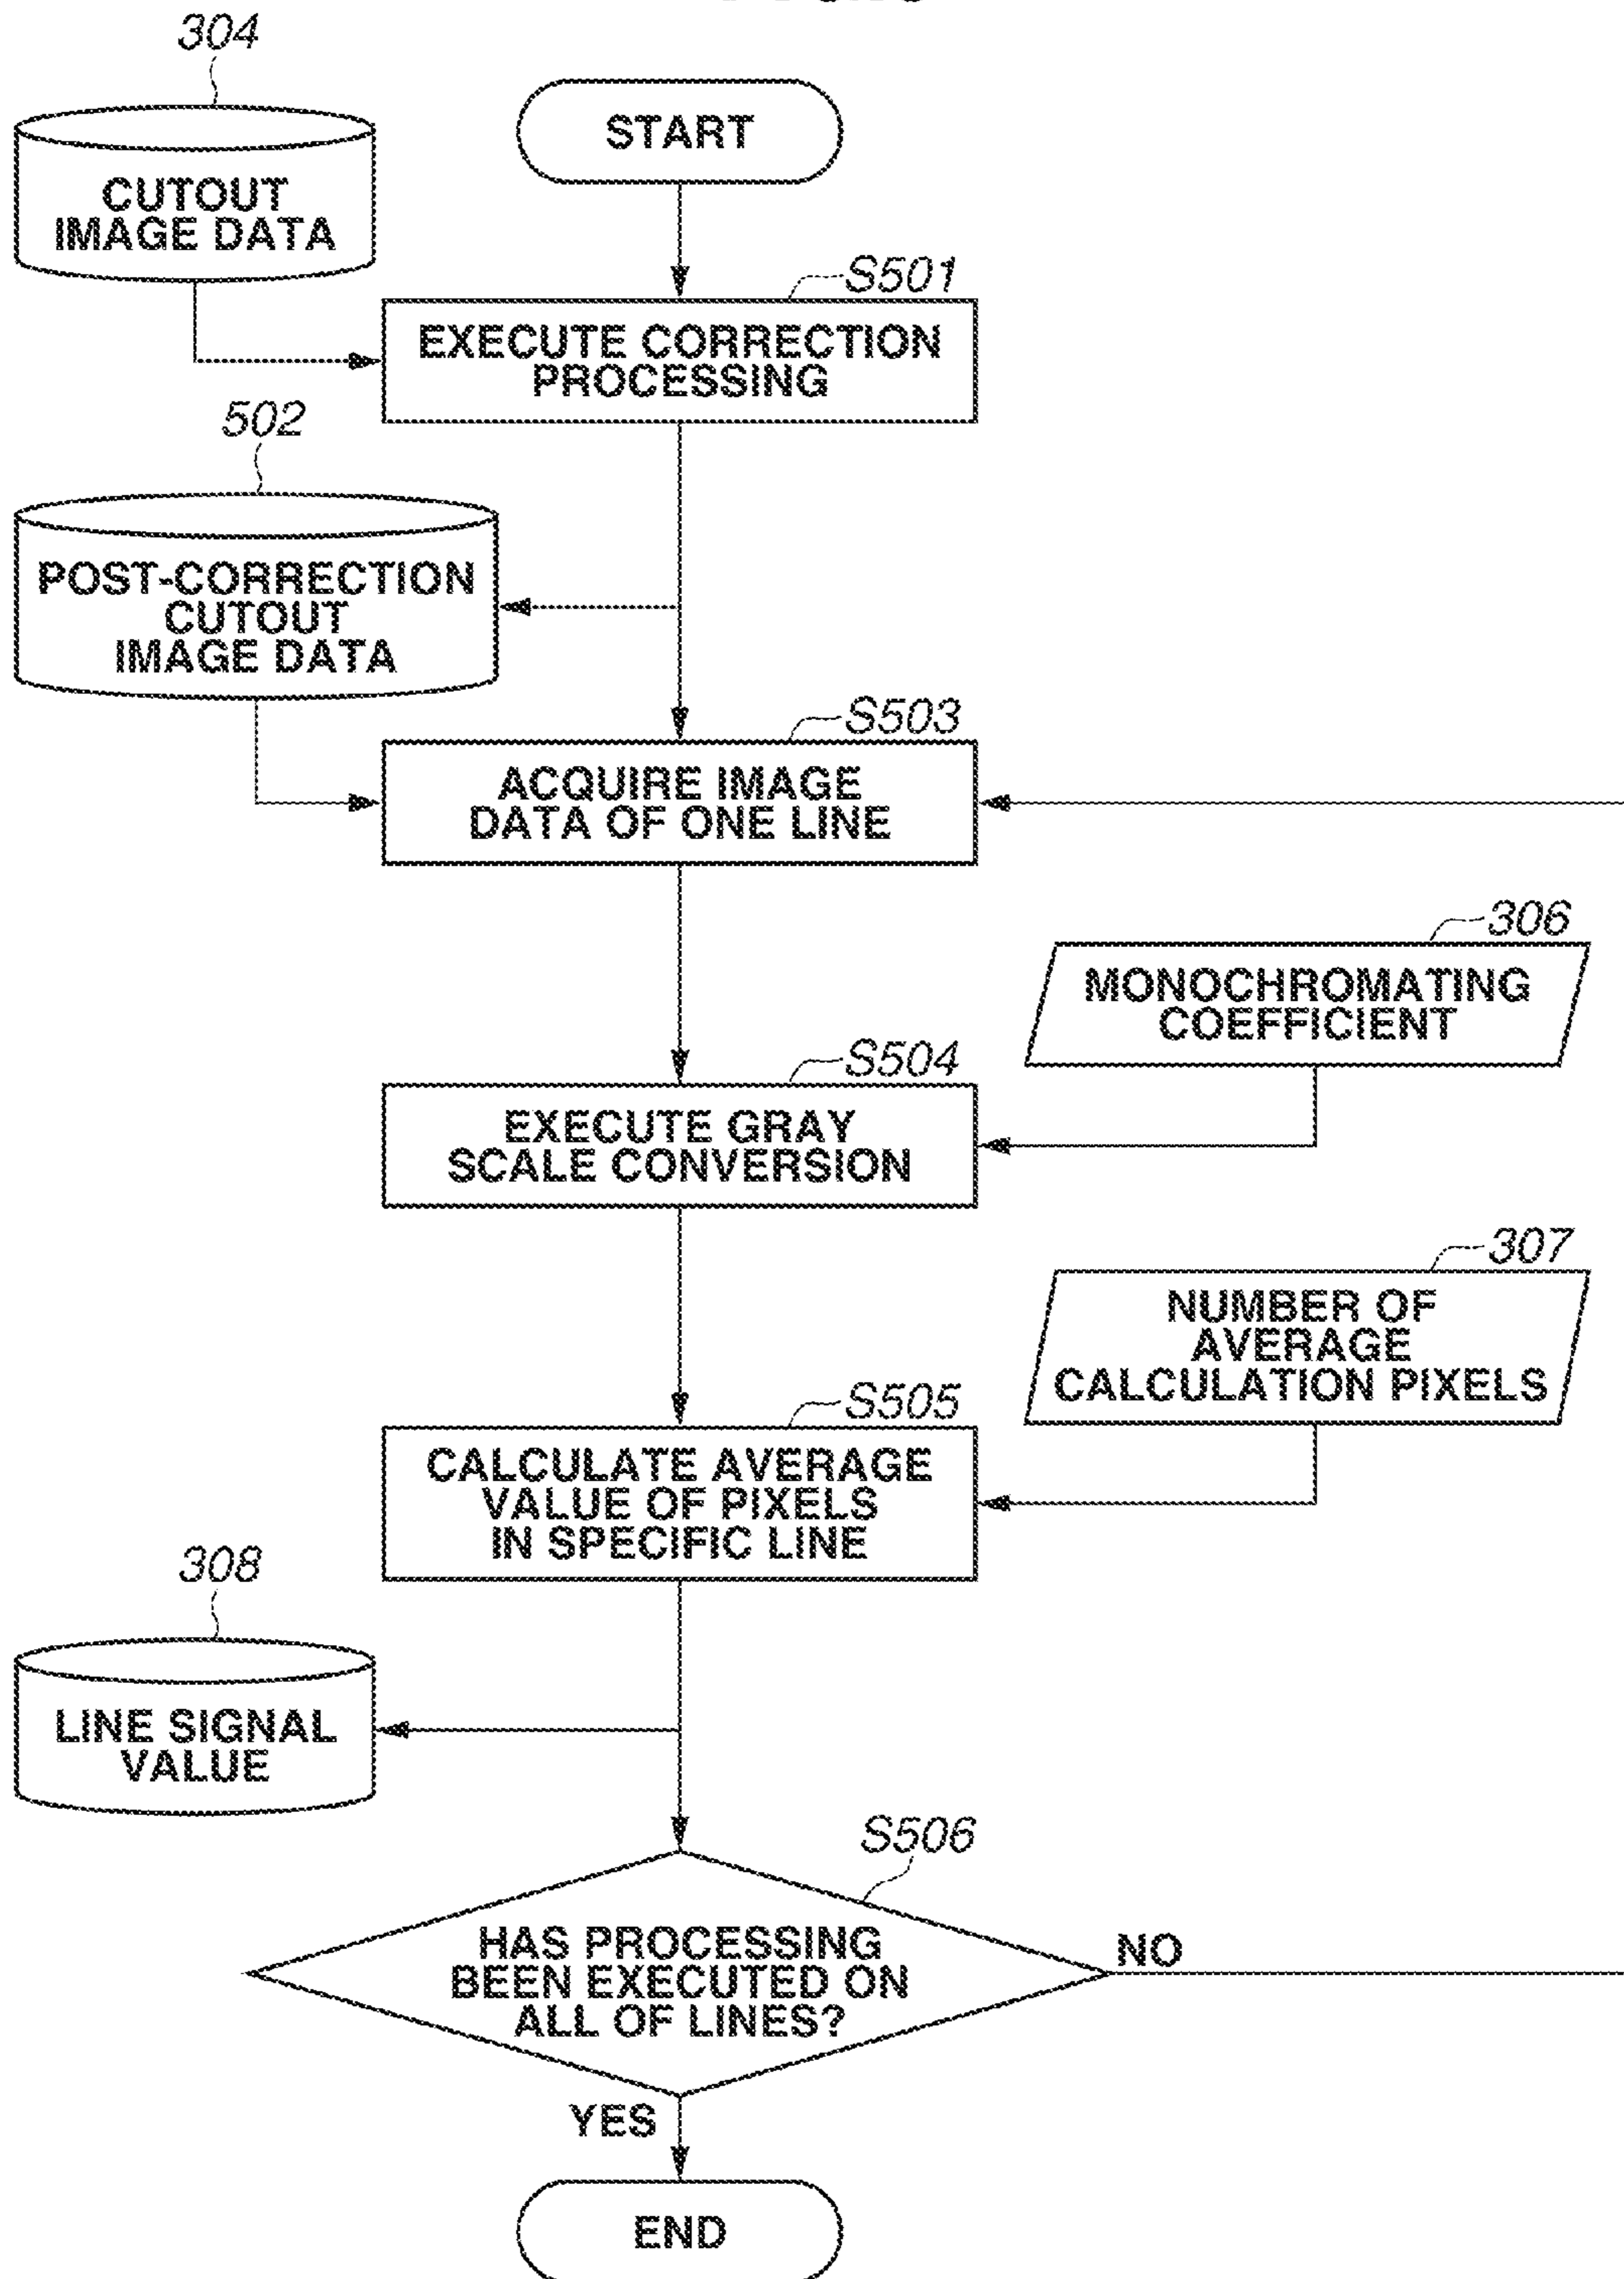 304
START
CUTOUT
IMAGE DATA
S501
EXECUTE CORRECTION
PROCESSING
502
POST-CORRECTION
CUTOUT
IMAGE DATA
S503
ACQUIRE IMAGE
DATA OF ONE LINE
306
MONOCHROMATING
COEFFICIENT
S504
EXECUTE GRAY
SCALE CONVERSION
307
NUMBER OF
AVERAGE
CALCULATION PIXELS
S505
CALCULATE AVERAGE
VALUE OF PIXELS
IN SPECIFIC LINE
308
LINE SIGNAL
VALUE
S506
HAS PROCESSING
BEEN EXECUTED ON
ALL OF LINES?
NO
YES
END